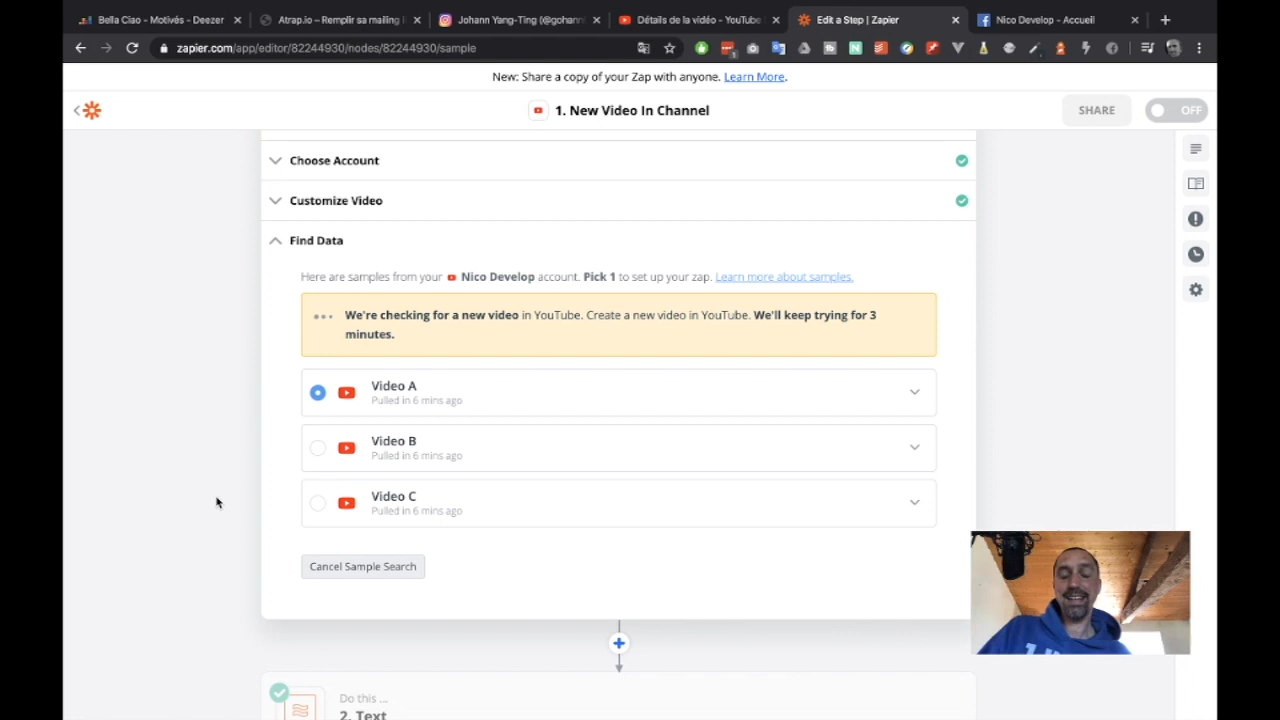 Bella Ciao - Motivés - Deezer
Atrap.io – Remplir sa mailing l
Johann Yang-Ting (@gohann
Détails de la vidéo - YouTube S
Edit a Step | Zapier
Nico Develop - Accueil
zapier.com/app/editor/82244930/nodes/82244930/sample
New: Share a copy of your Zap with anyone. Learn More.
1. New Video In Channel
SHARE
OFF
Choose Account
Customize Video
Find Data
Here are samples from your Nico Develop account. Pick 1 to set up your zap. Learn more about samples.
We're checking for a new video in YouTube. Create a new video in YouTube. We'll keep trying for 3
minutes.
Video A
Pulled in 6 mins ago
Video B
Pulled in 6 mins ago
Video C
Pulled in 6 mins ago
Cancel Sample Search
Do this ...
2. Text